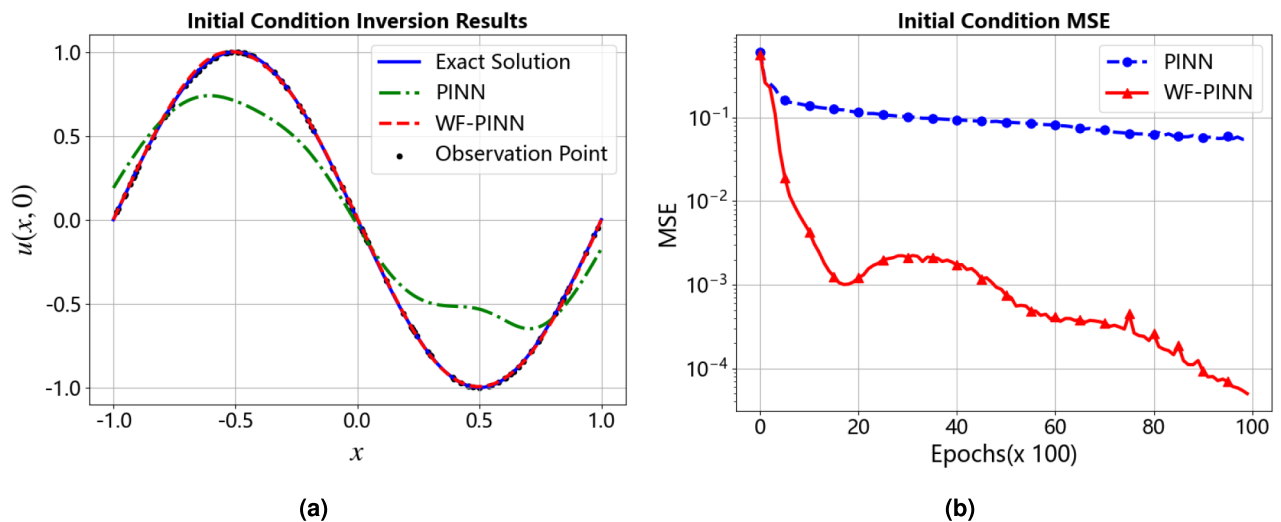 Initial Condition Inversion Results
1.0
0.5
0.0
-0.5
-1.0
u(x, 0)
Exact Solution
PINN
WF-PINN
Observation Point
-1.0 -0.5 0.0 0.5 1.0
x
(a)
Initial Condition MSE
10⁻¹
10⁻²
10⁻³
10⁻⁴
MSE
PINN
WF-PINN
0 20 40 60 80 100
Epochs(x 100)
(b)